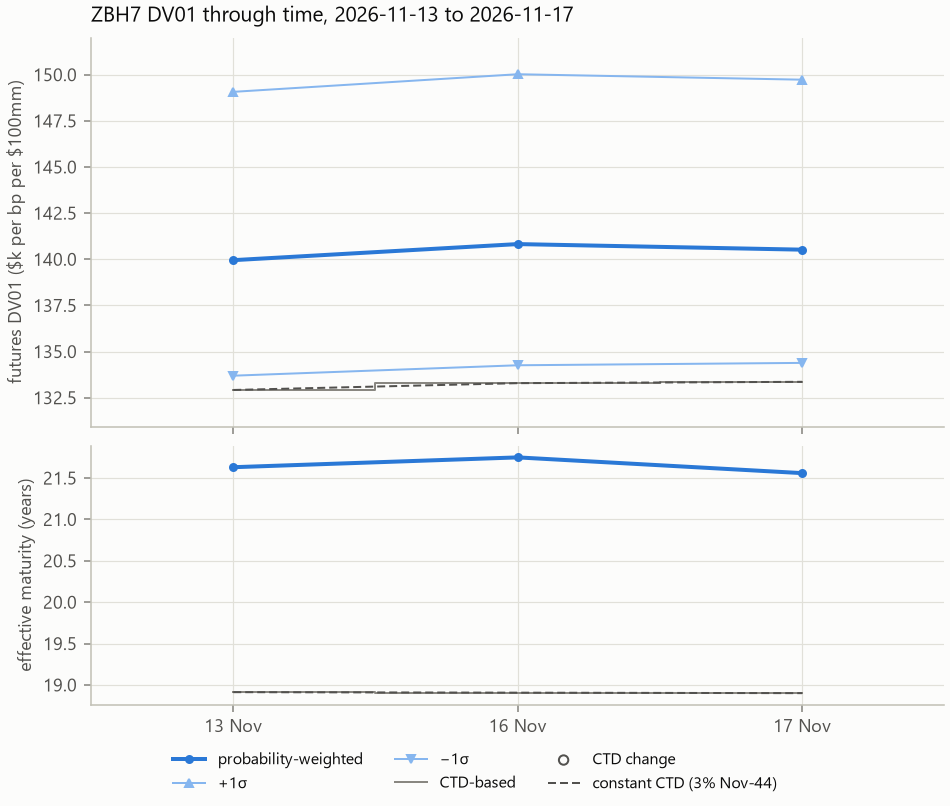 ZBH7 DV01 through time, 2026-11-13 to 2026-11-17
futures DV01 ($k per bp per $100mm)
150.0
147.5
145.0
142.5
140.0
137.5
135.0
132.5
effective maturity (years)
21.5
21.0
20.5
20.0
19.5
19.0
13 Nov
16 Nov
17 Nov
probability-weighted
+1σ
−1σ
CTD-based
CTD change
constant CTD (3% Nov-44)